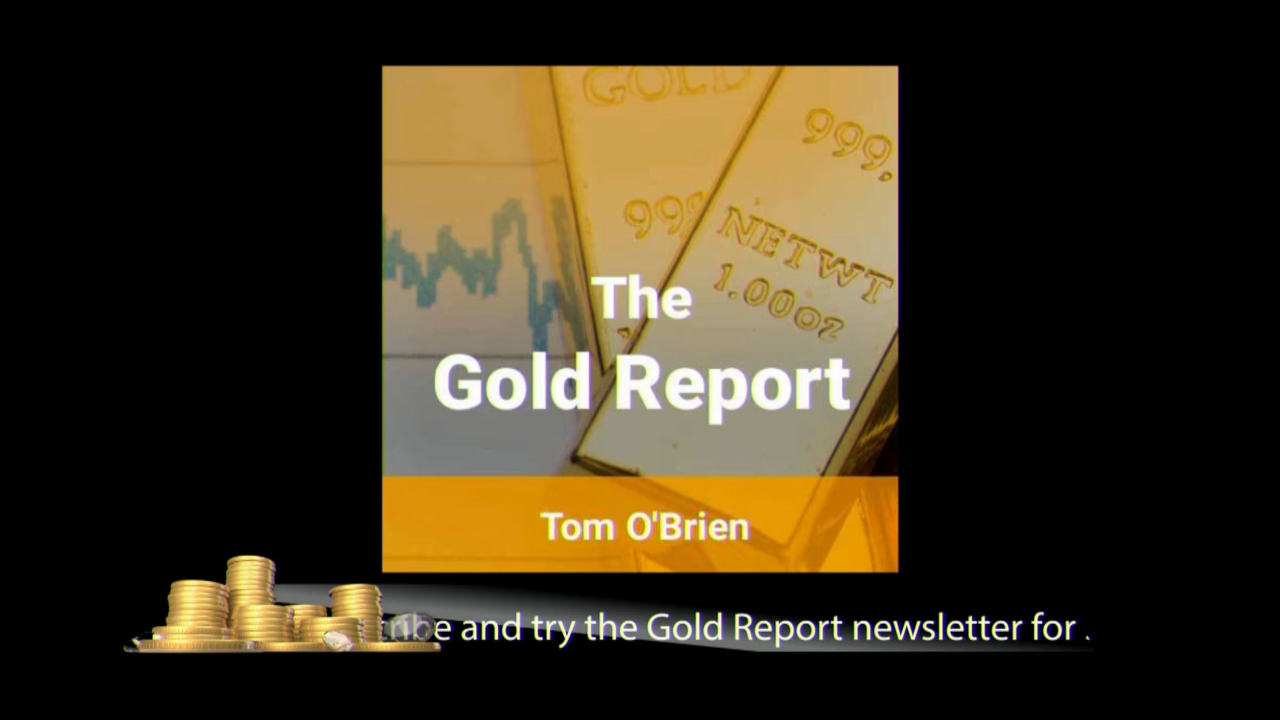 GOLD
999.
999
NETWT
1.00oz
The
Gold Report
Tom O'Brien
e and try the Gold Report newsletter for